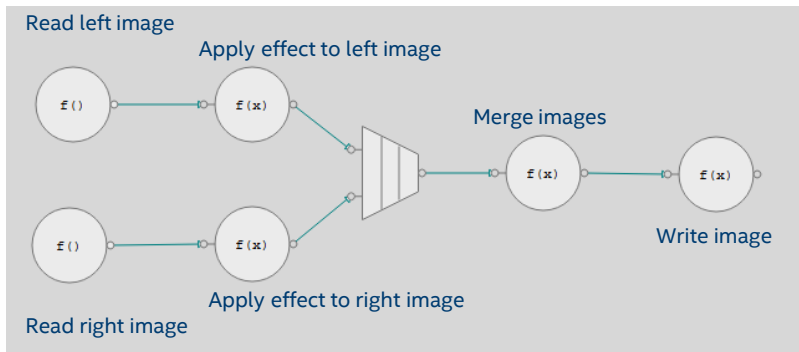 Read left image
Apply effect to left image
f()
f(x)
Merge images
f(x)
f(x)
Write image
f()
f(x)
Apply effect to right image
Read right image